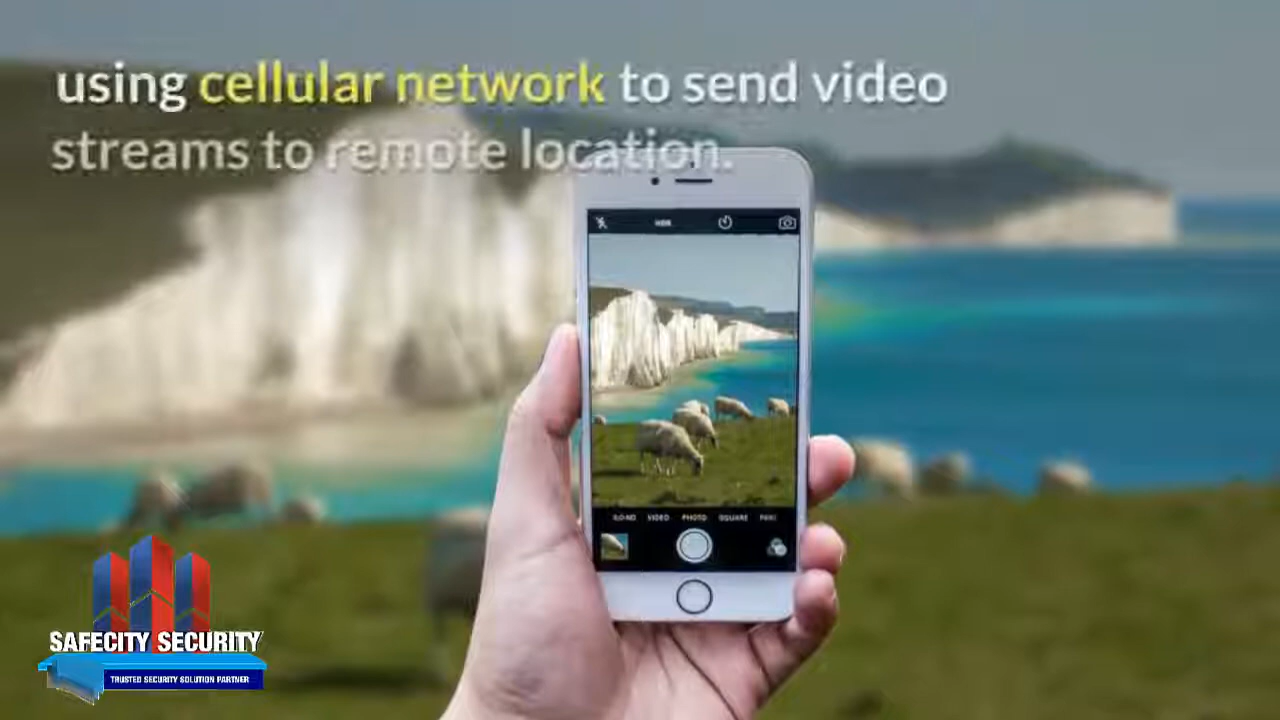 using cellular network to send video
streams to remote location.
HDR
VIDEO PHOTO SQUARE
SAFECITY SECURITY
TRUSTED SECURITY SOLUTION PARTNER